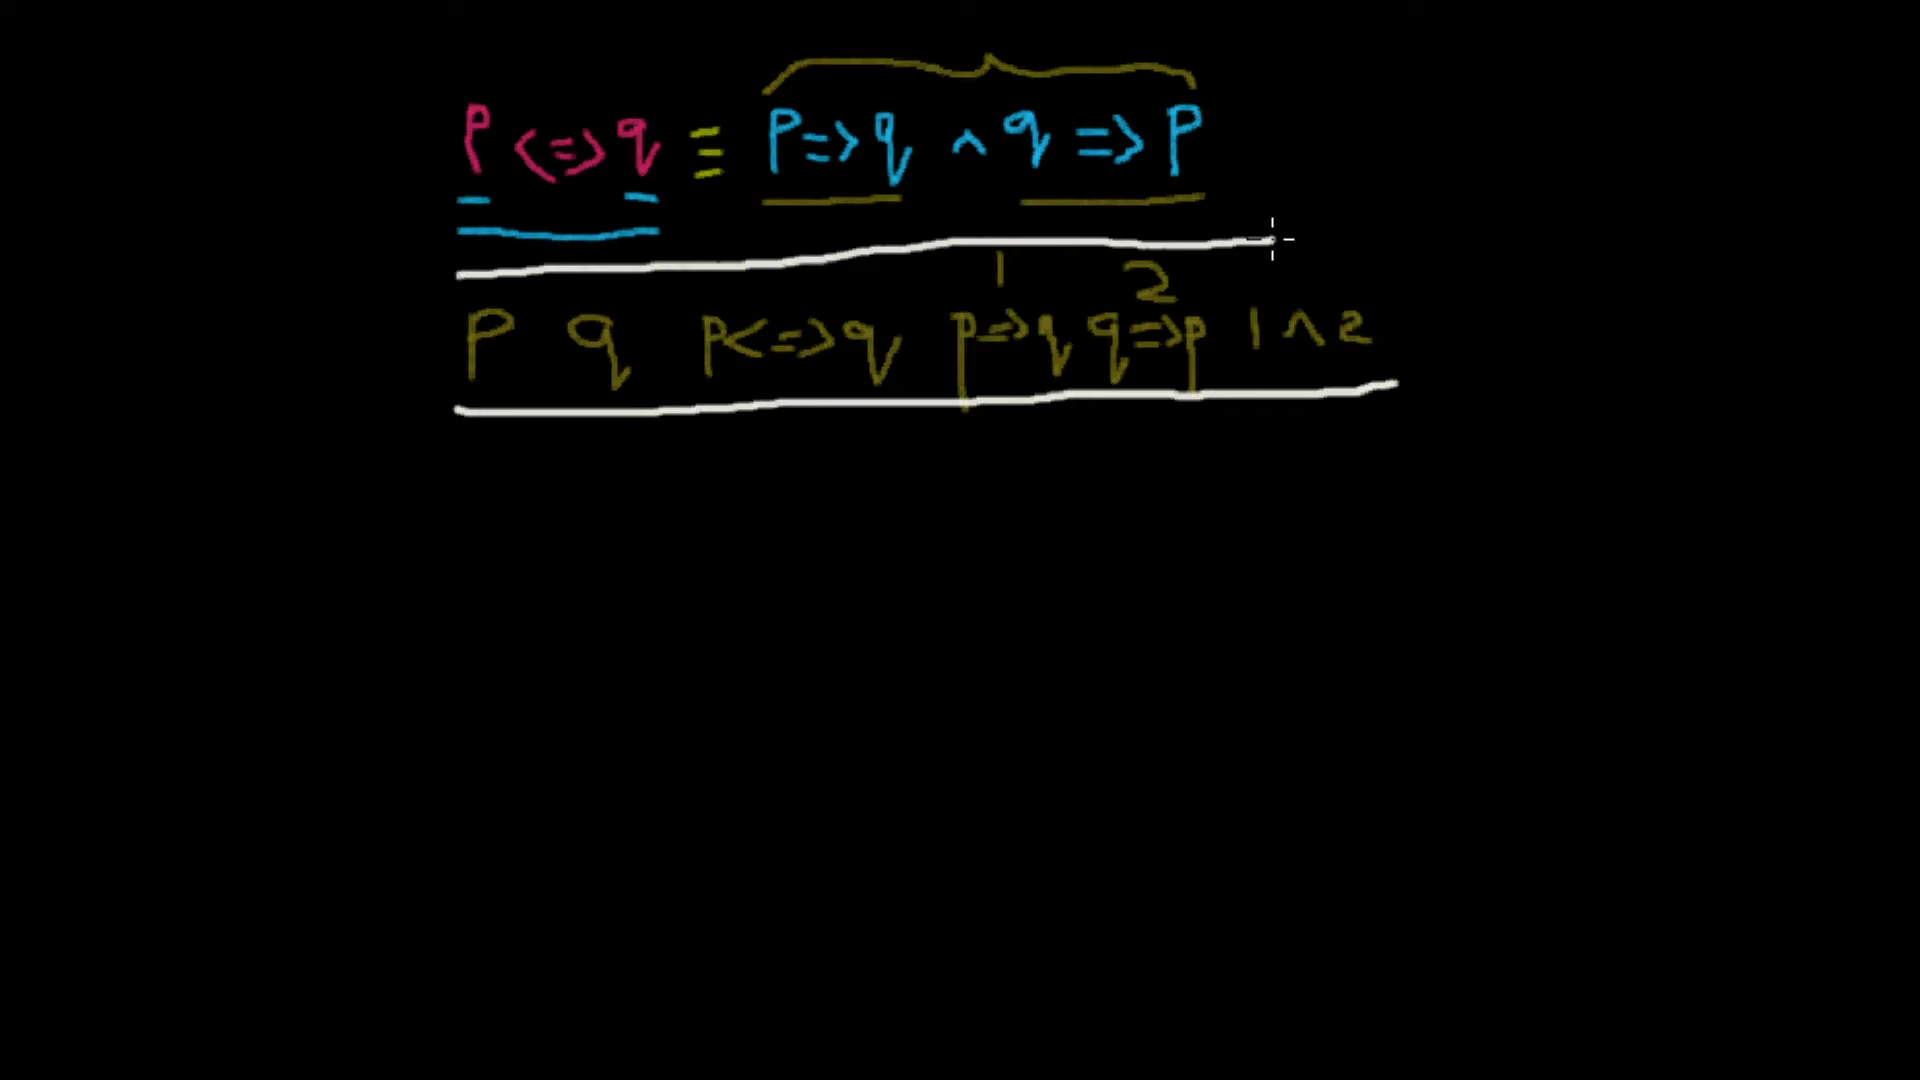 p <=> q ≡ p => q ^ q => p
1 2
p q p <=> q p => q q => p 1 ^ 2